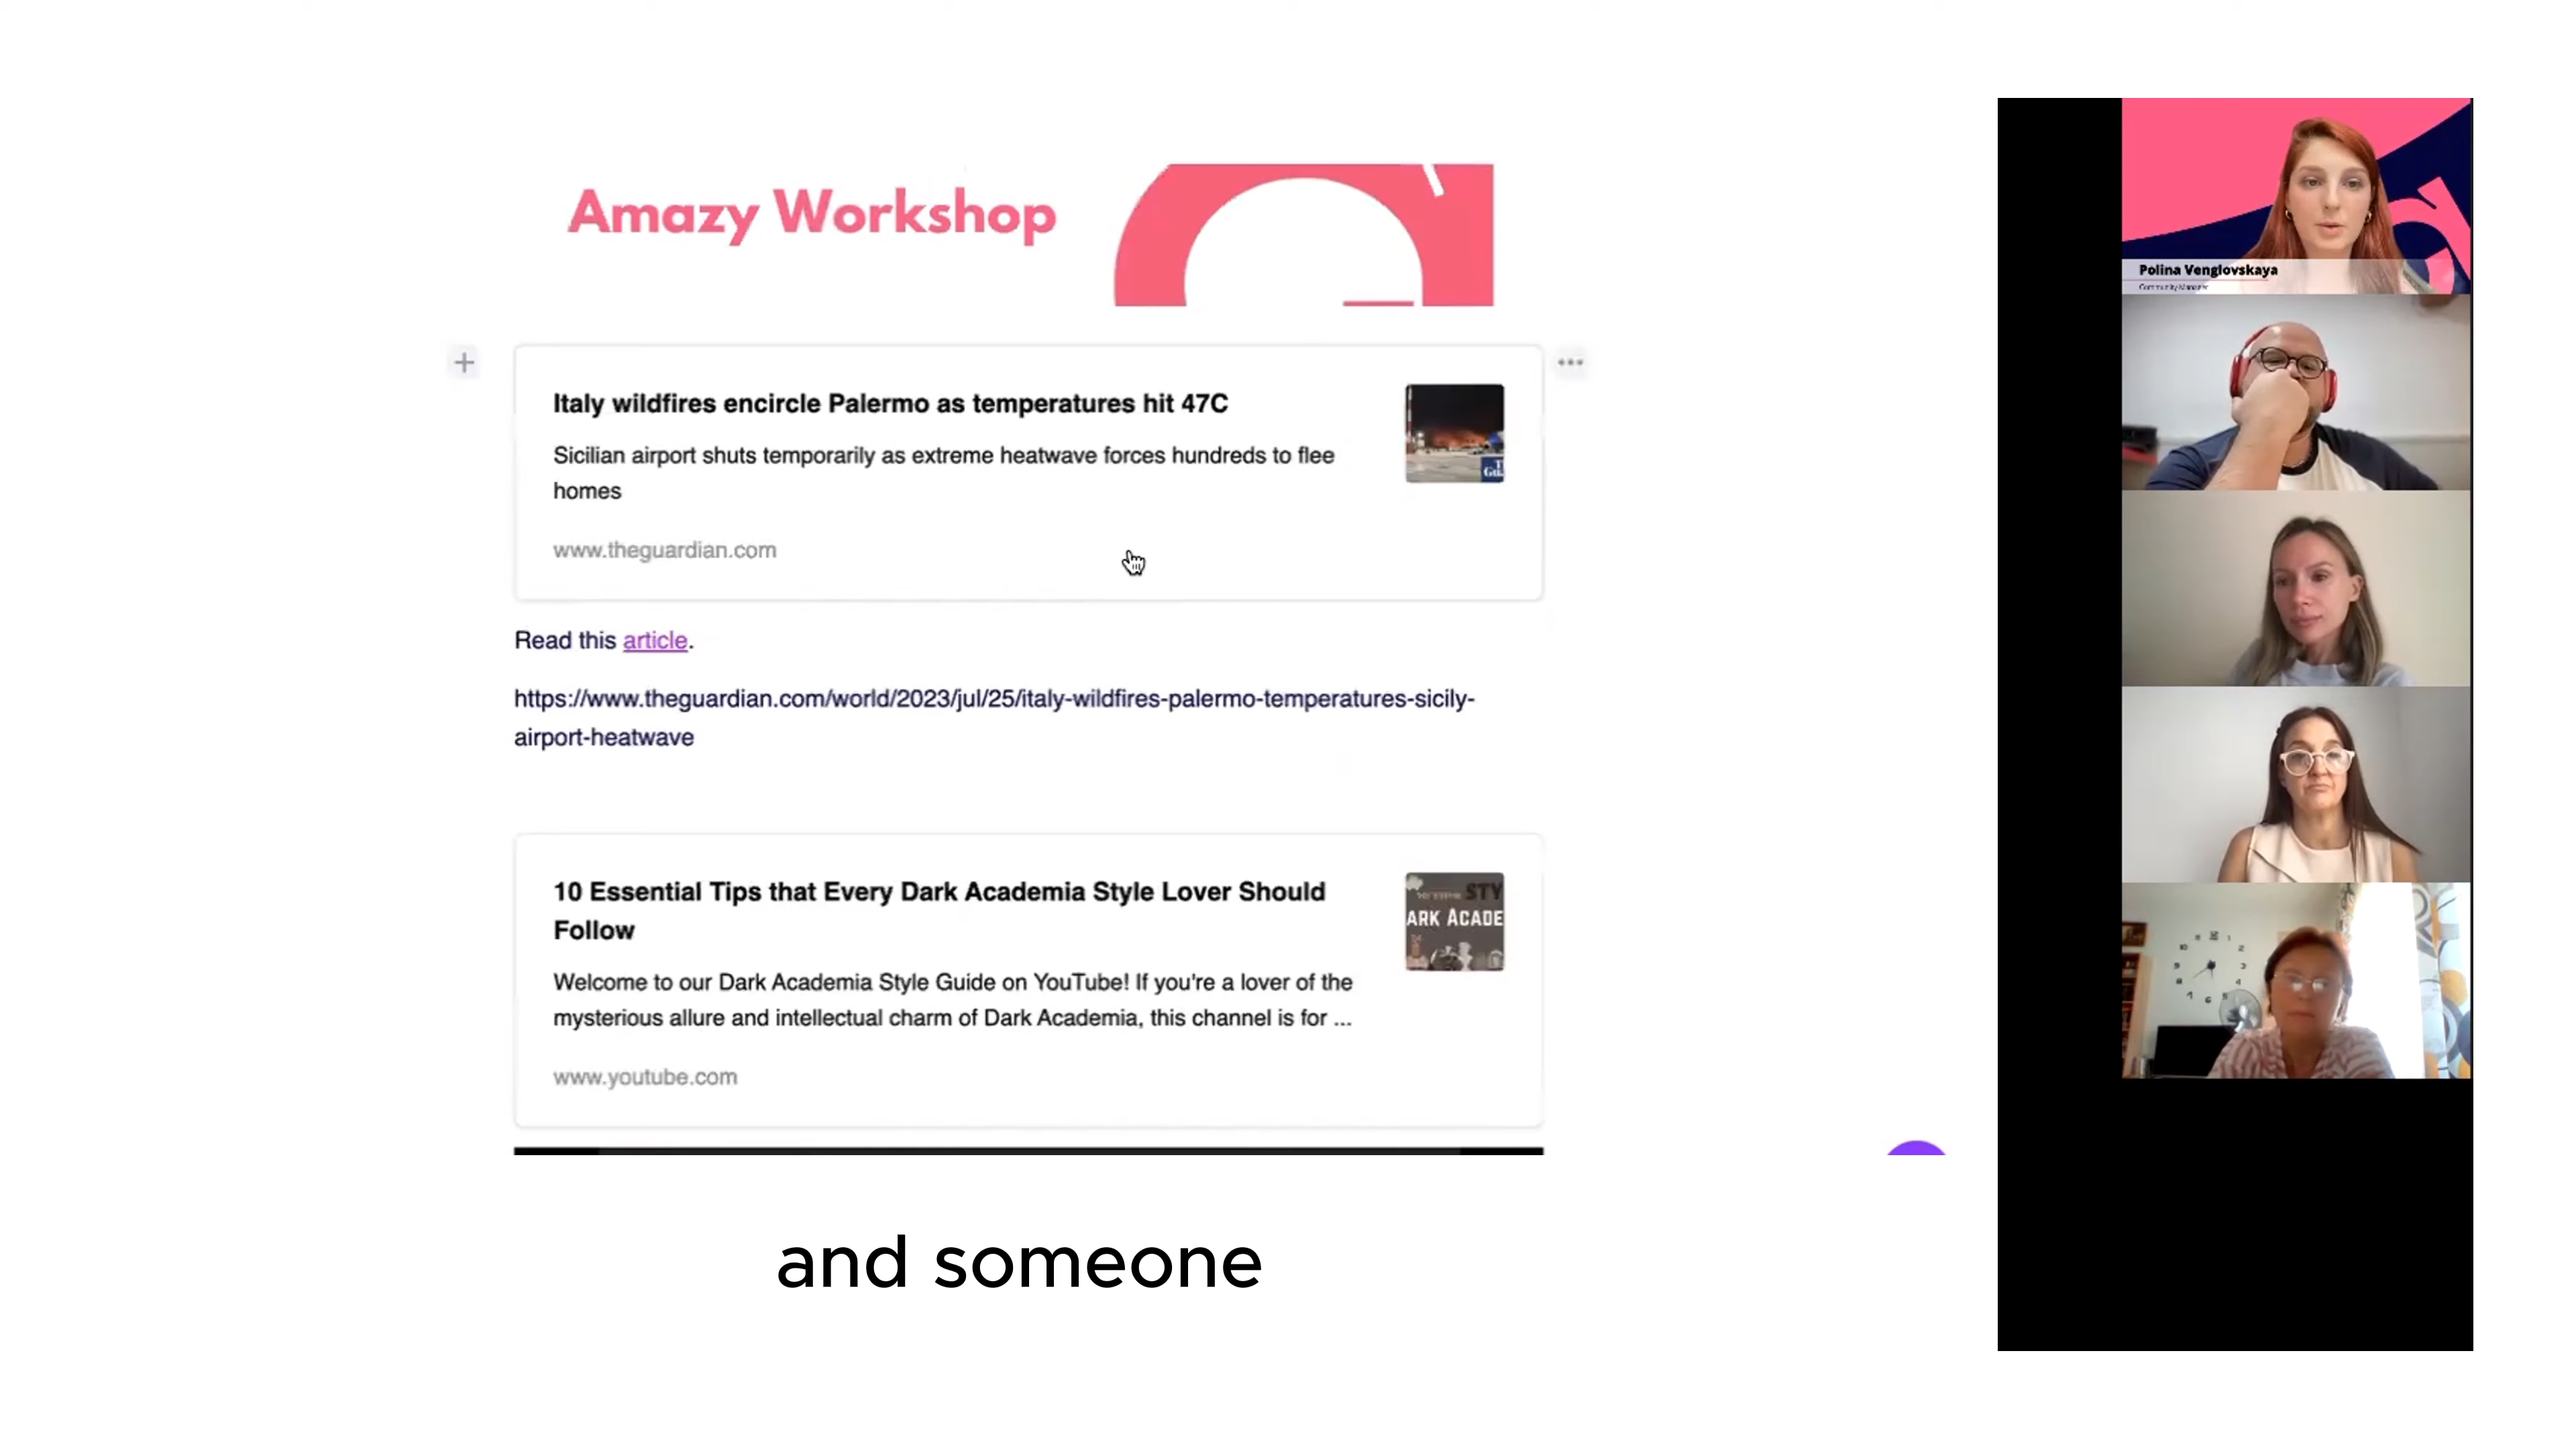 Amazy Workshop
Italy wildfires encircle Palermo as temperatures hit 47C
Sicilian airport shuts temporarily as extreme heatwave forces hundreds to flee
homes
www.theguardian.com
Read this article.
https://www.theguardian.com/world/2023/jul/25/italy-wildfires-palermo-temperatures-sicily-
airport-heatwave
10 Essential Tips that Every Dark Academia Style Lover Should
Follow
STY
ARK ACADE
Welcome to our Dark Academia Style Guide on YouTube! If you're a lover of the
mysterious allure and intellectual charm of Dark Academia, this channel is for ...
www.youtube.com
and someone
Polina Venglovskaya
Community Manager